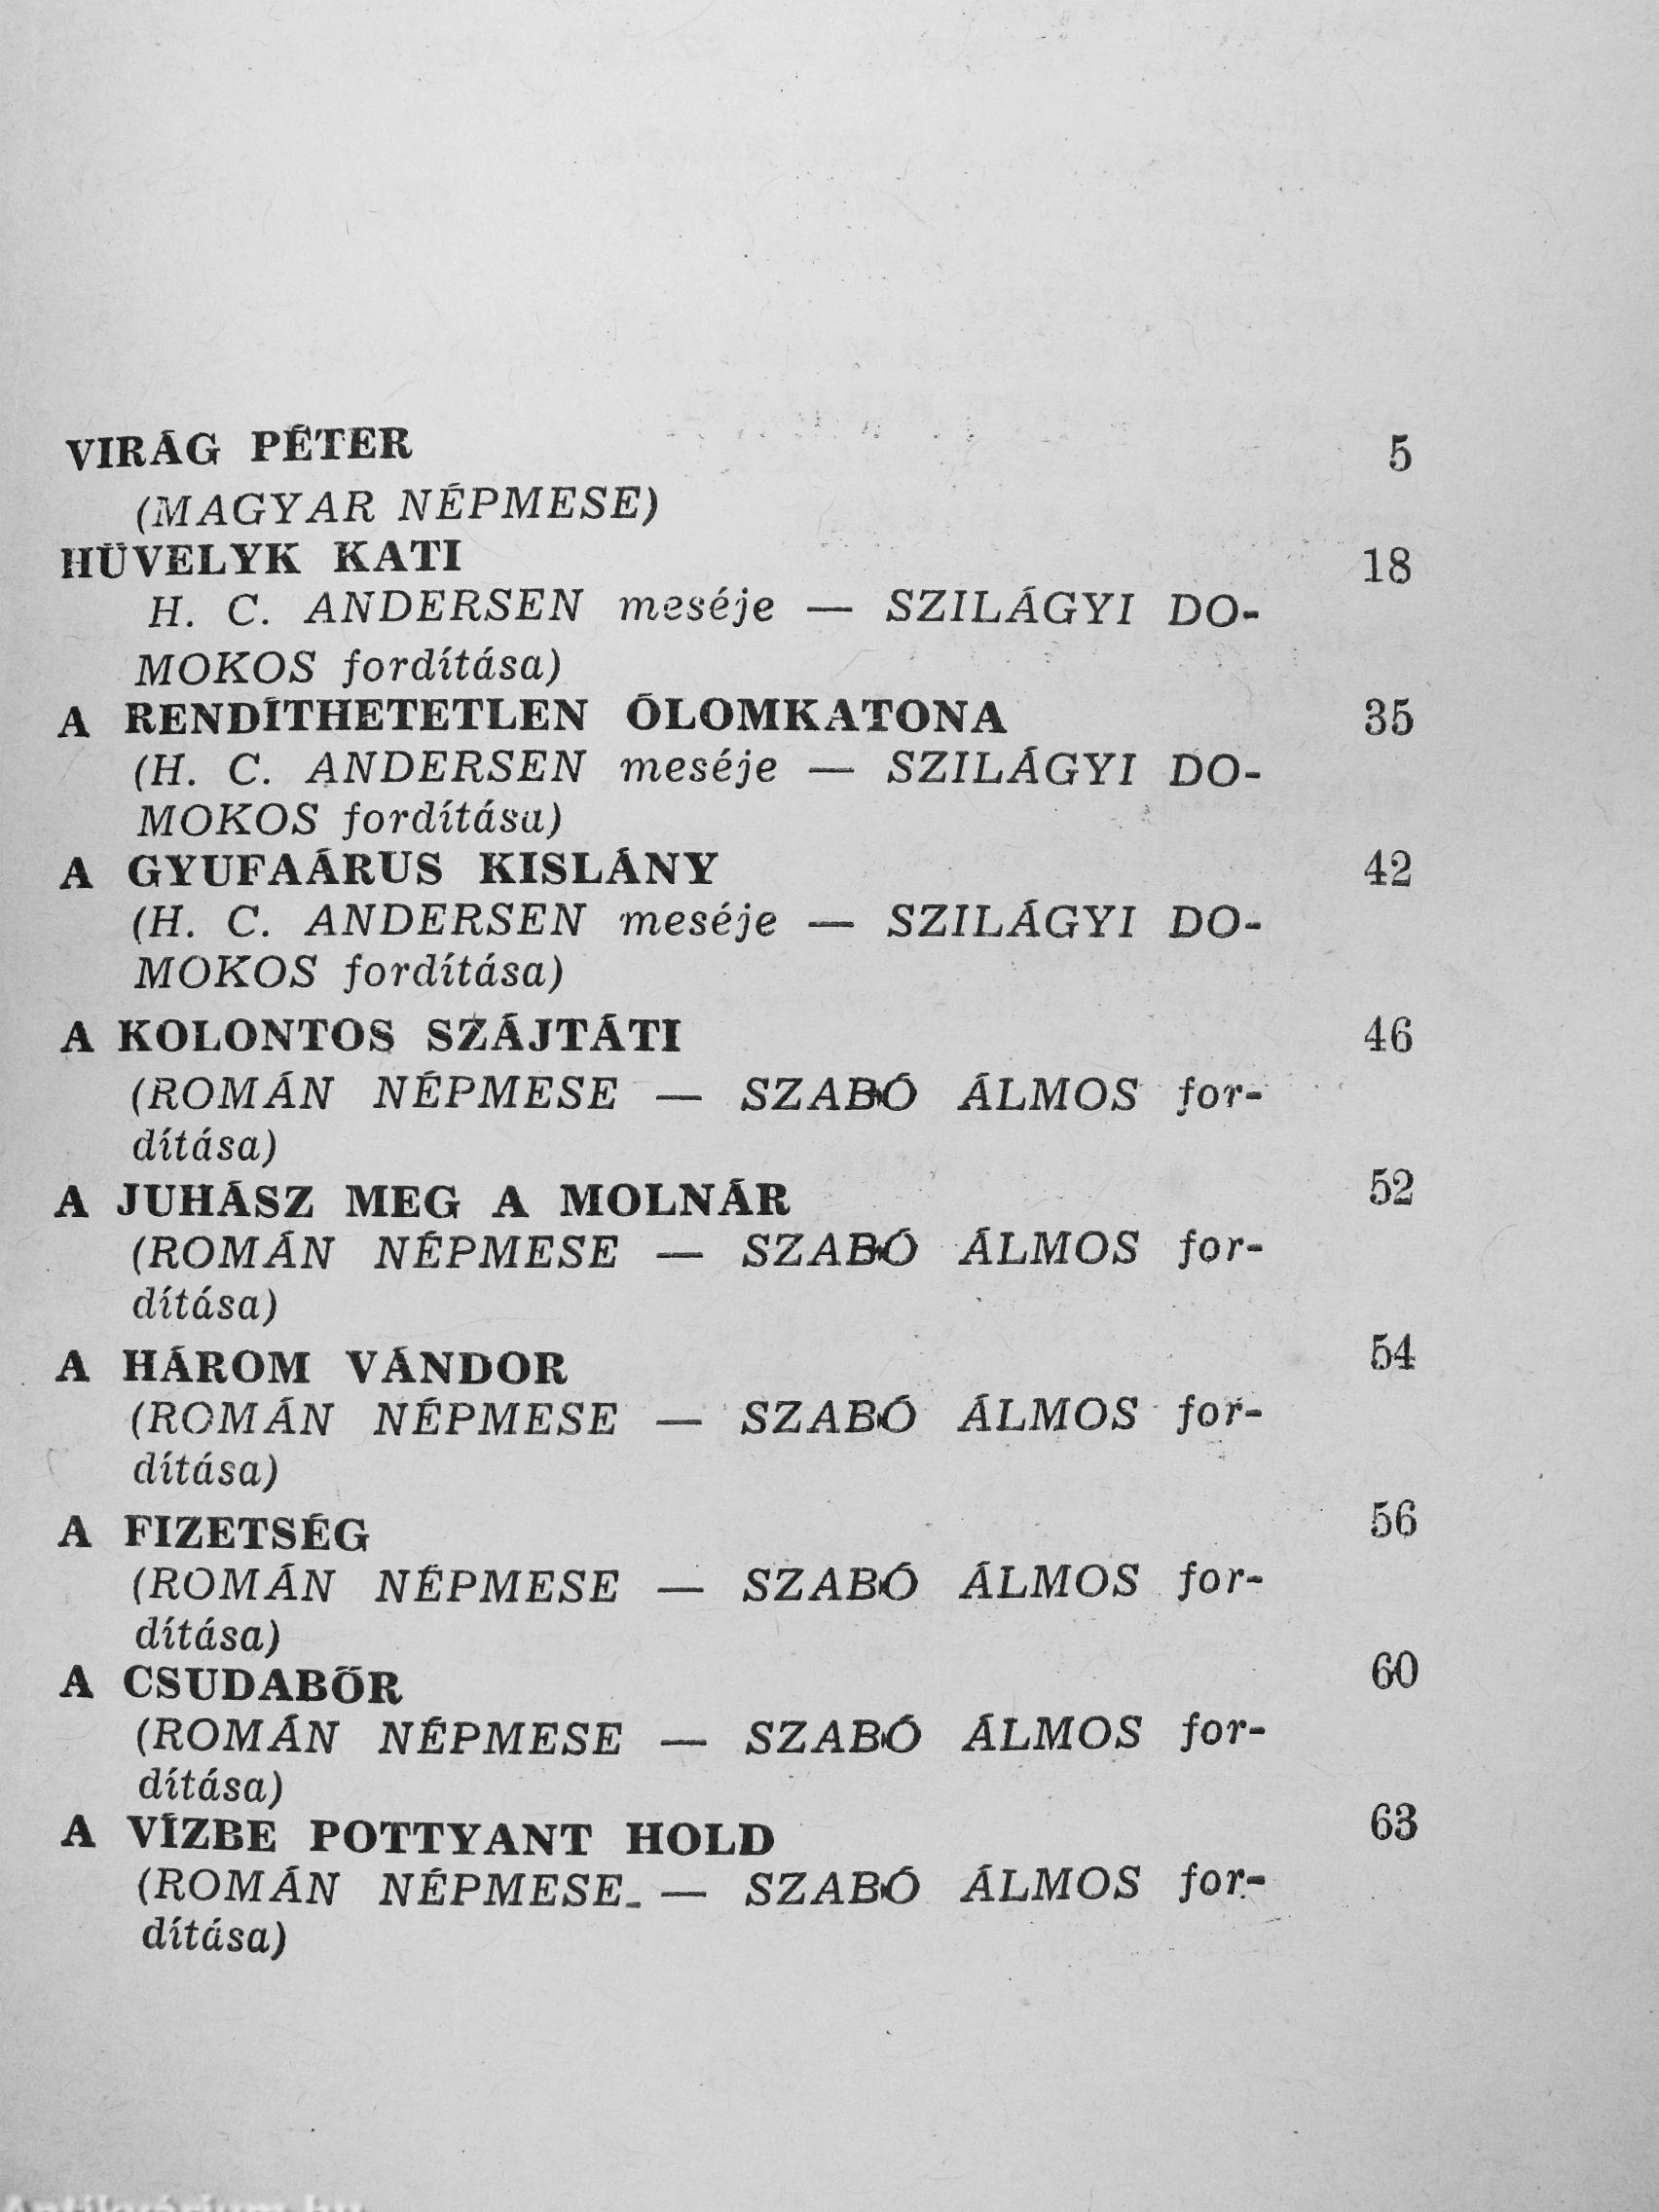 VIRÁG PÉTER 5
(MAGYAR NÉPMESE)
HÜVELYK KATI 18
H. C. ANDERSEN meséje — SZILÁGYI DO-
MOKOS fordítása)
A RENDÍTHETETLEN ÓLOMKATONA 35
(H. C. ANDERSEN meséje — SZILÁGYI DO-
MOKOS fordítása)
A GYUFAÁRUS KISLÁNY 42
(H. C. ANDERSEN meséje — SZILÁGYI DO-
MOKOS fordítása)
A KOLONTOS SZÁJTÁTI 46
(ROMÁN NÉPMESE — SZABÓ ÁLMOS for-
dítása)
A JUHÁSZ MEG A MOLNÁR 52
(ROMÁN NÉPMESE — SZABÓ ÁLMOS for-
dítása)
A HÁROM VÁNDOR 54
(ROMÁN NÉPMESE — SZABÓ ÁLMOS for-
dítása)
A FIZETSÉG 56
(ROMÁN NÉPMESE — SZABÓ ÁLMOS for-
dítása)
A CSUDABŐR 60
(ROMÁN NÉPMESE — SZABÓ ÁLMOS for-
dítása)
A VÍZBE POTTYANT HOLD 63
(ROMÁN NÉPMESE — SZABÓ ÁLMOS for-
dítása)
Antikvárium.hu